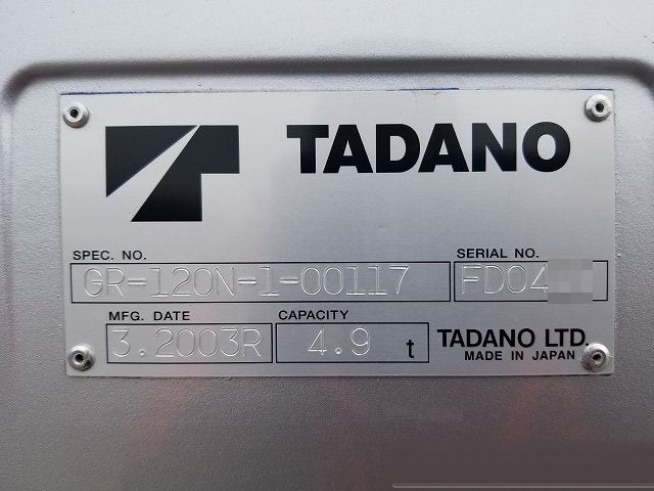 TADANO
SPEC. NO. SERIAL NO.
GR-120N-1-00117 FD04
MFG. DATE CAPACITY
3.2003R 4.9 t TADANO LTD.
MADE IN JAPAN